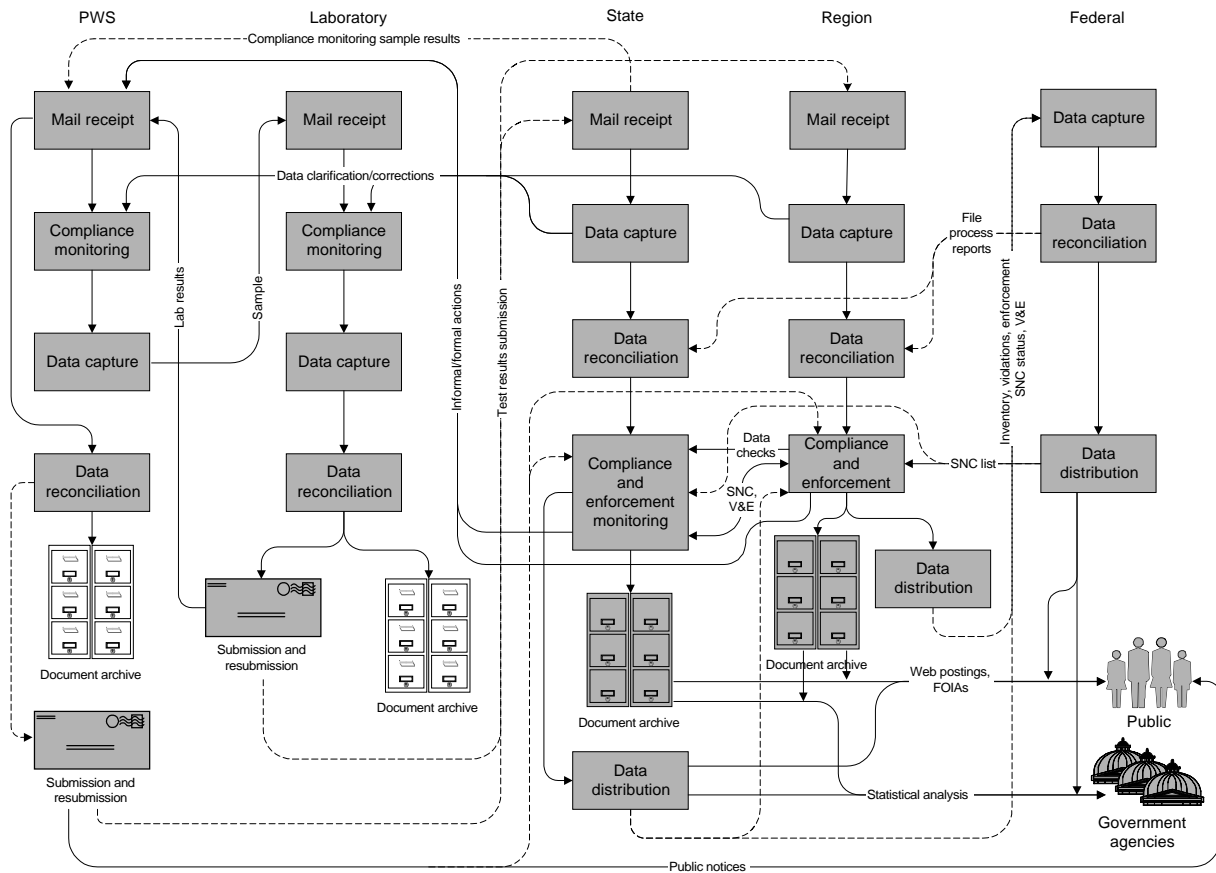 PWS
Laboratory
State
Region
Federal
Compliance monitoring sample results
Mail receipt
Mail receipt
Mail receipt
Mail receipt
Data capture
Data clarification/corrections
Compliance
monitoring
Compliance
monitoring
Data capture
Data capture
File
process
reports
Data
reconciliation
Lab results
Sample
Informal/formal actions
Test results submission
Inventory, violations, enforcement
SNC status, V&E
Data capture
Data capture
Data
reconciliation
Data
reconciliation
Data
reconciliation
Data
reconciliation
Compliance
and
enforcement
monitoring
Data
checks
SNC,
V&E
Compliance
and
enforcement
SNC list
Data
distribution
Data
distribution
Submission and
resubmission
Document archive
Document archive
Document archive
Document archive
Web postings,
FOIAs
Public
Submission and
resubmission
Data
distribution
Statistical analysis
Government
agencies
Public notices